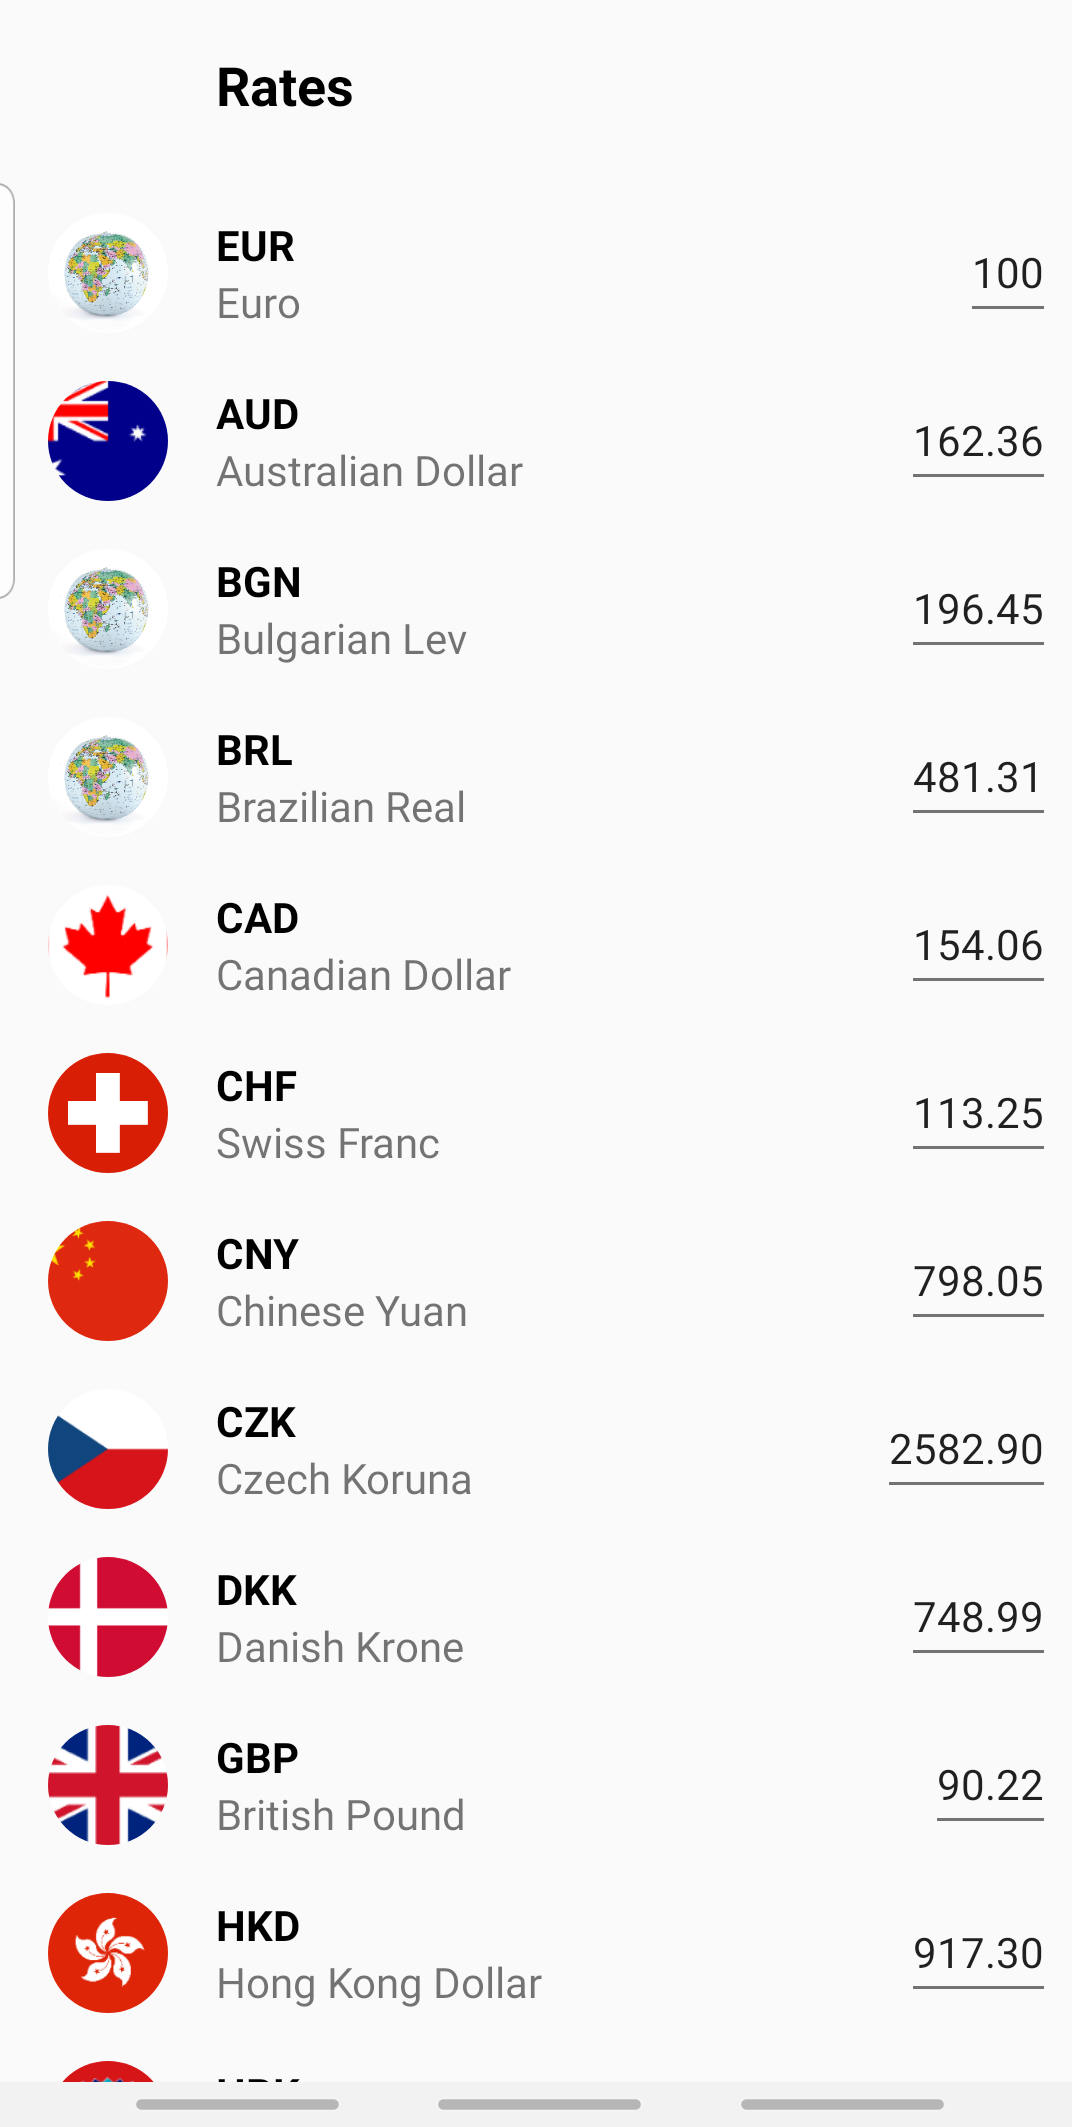 Rates
EUR
Euro
100
AUD
Australian Dollar
162.36
BGN
Bulgarian Lev
196.45
BRL
Brazilian Real
481.31
CAD
Canadian Dollar
154.06
CHF
Swiss Franc
113.25
CNY
Chinese Yuan
798.05
CZK
Czech Koruna
2582.90
DKK
Danish Krone
748.99
GBP
British Pound
90.22
HKD
Hong Kong Dollar
917.30